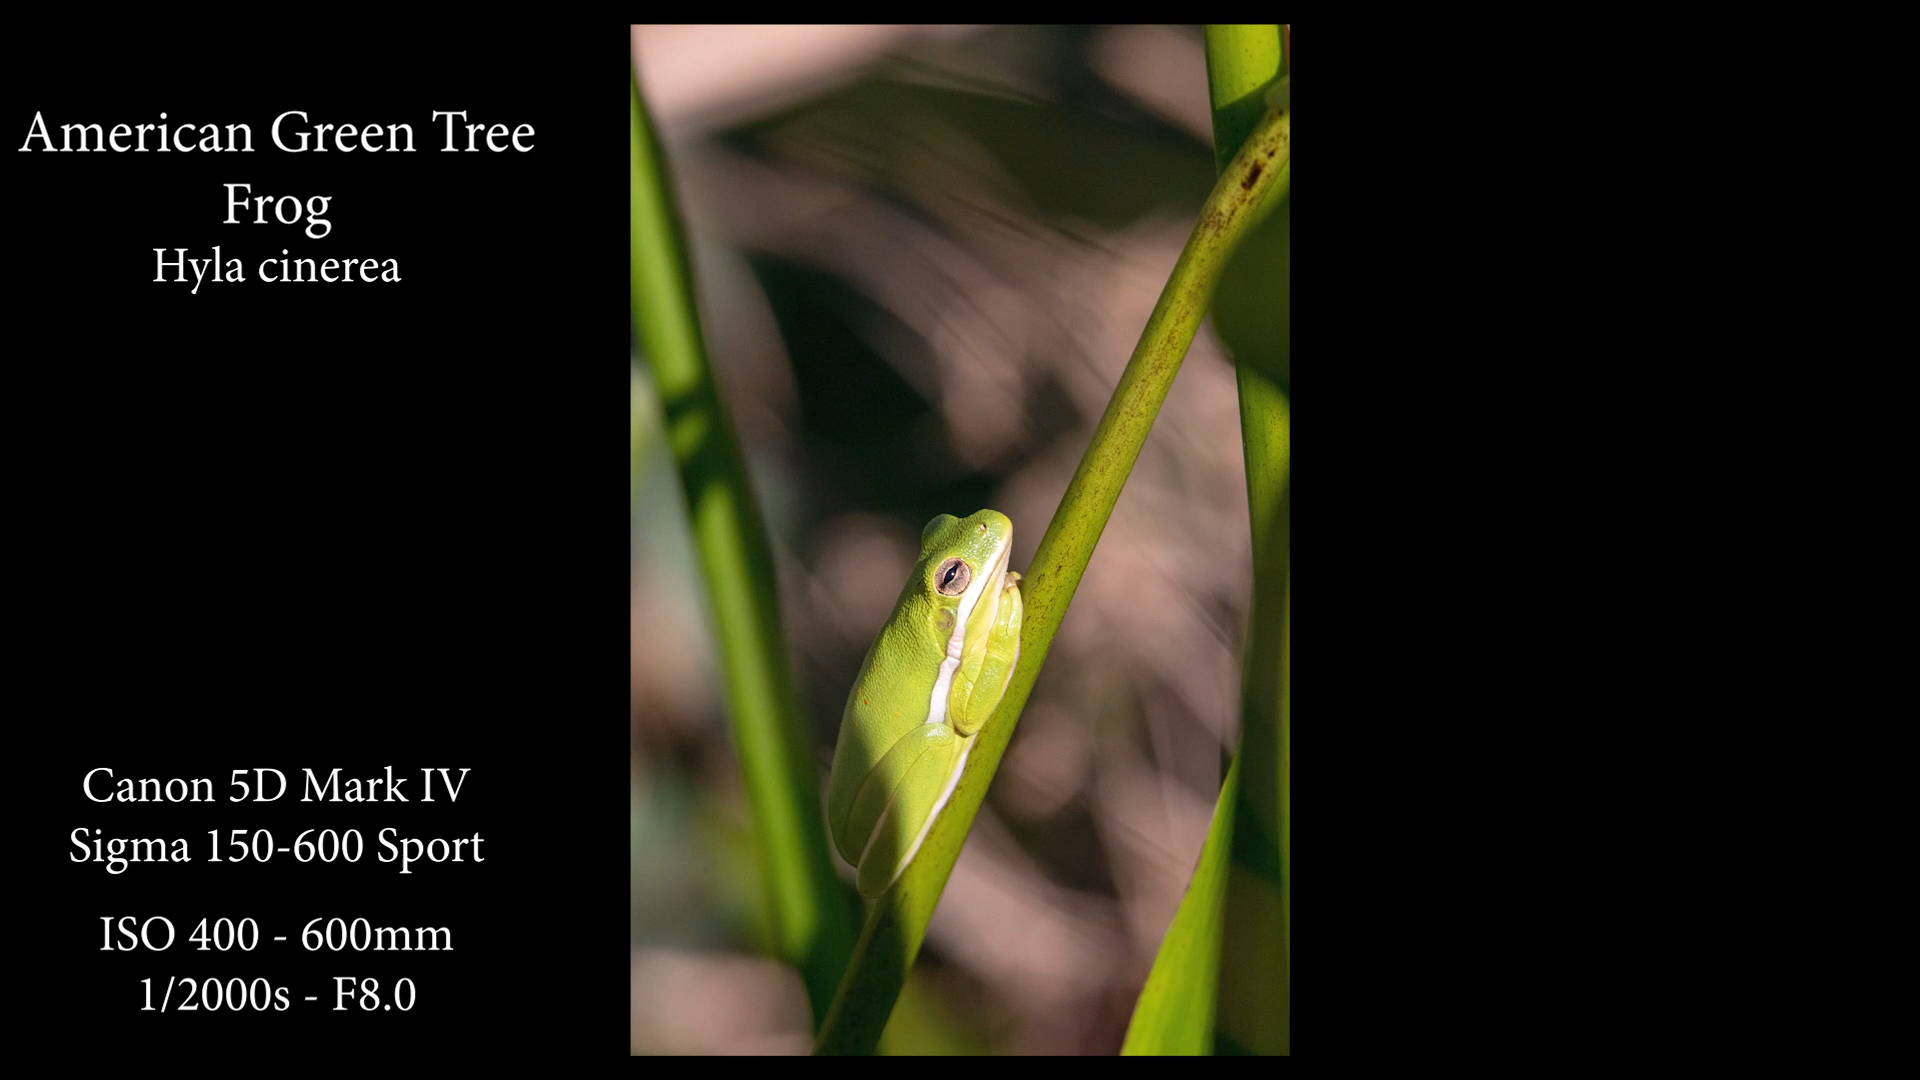 American Green Tree
Frog
Hyla cinerea
Canon 5D Mark IV
Sigma 150-600 Sport
ISO 400 - 600mm
1/2000s - F8.0